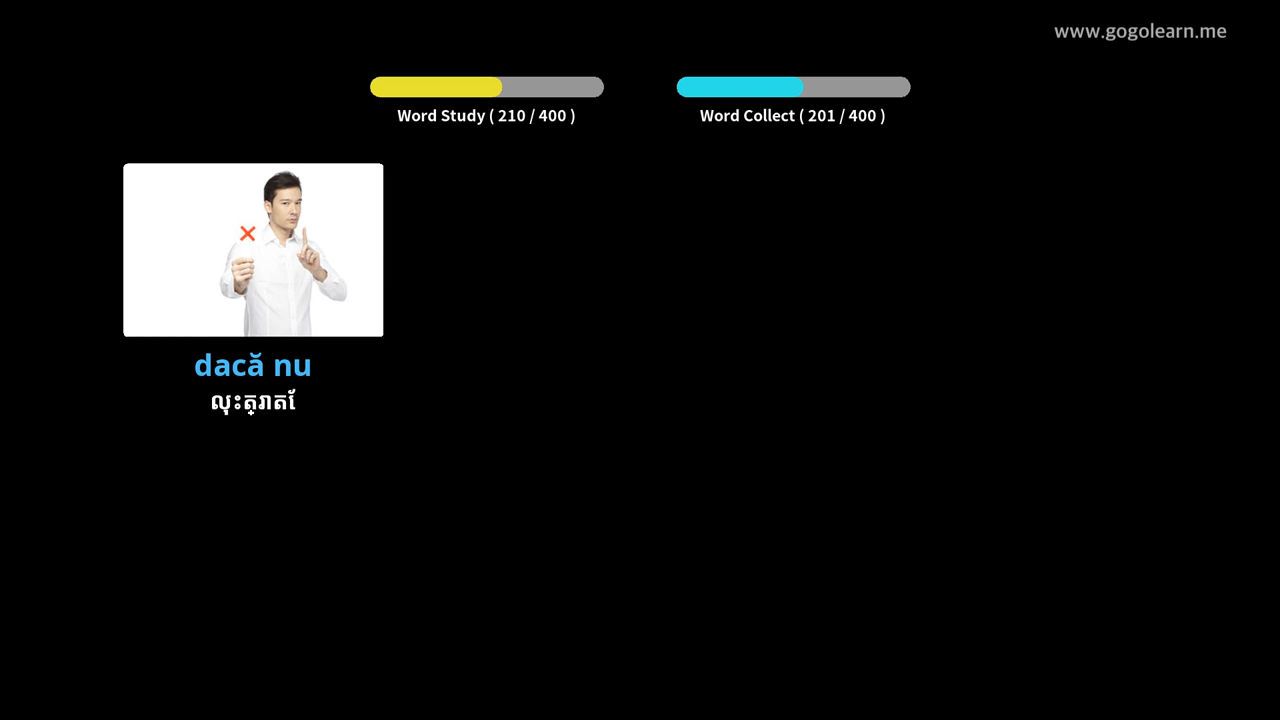 www.gogolearn.me
Word Study ( 210 / 400 )
Word Collect ( 201 / 400 )
dacă nu
លុះត្រាតែ